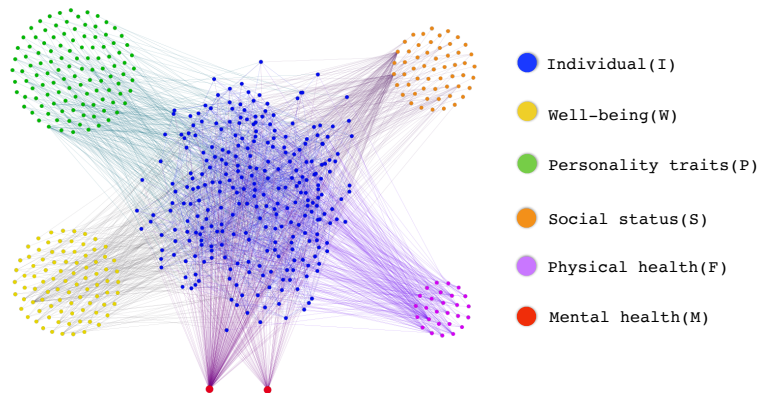 Individual(I)
Well-being(W)
Personality traits(P)
Social status(S)
Physical health(F)
Mental health(M)